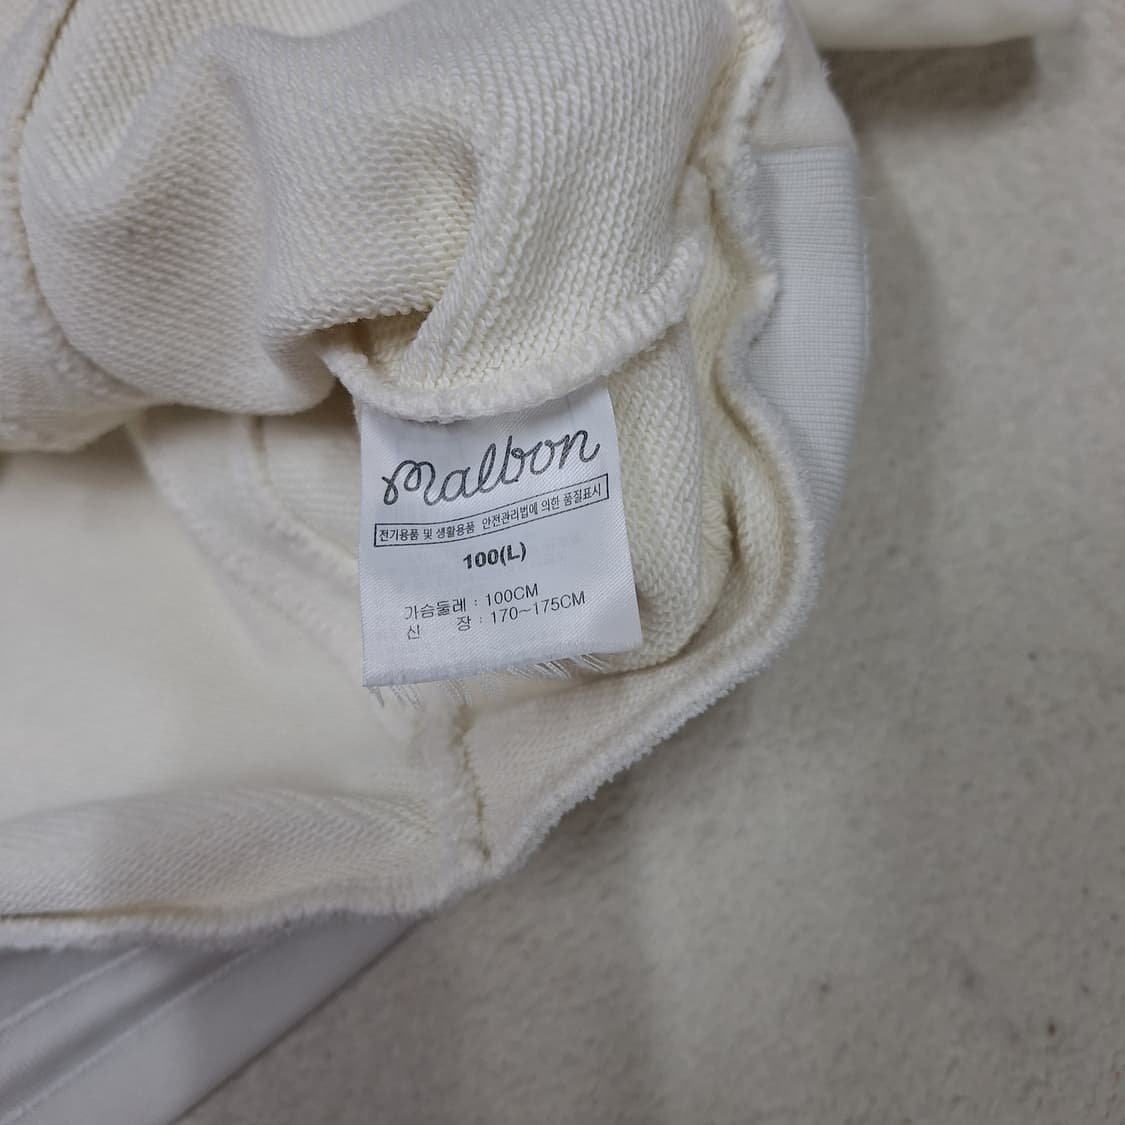 malbon
전기용품 및 생활용품 안전관리법에 의한 품질표시
100(L)
가슴둘레 : 100CM
신 장 : 170~175CM